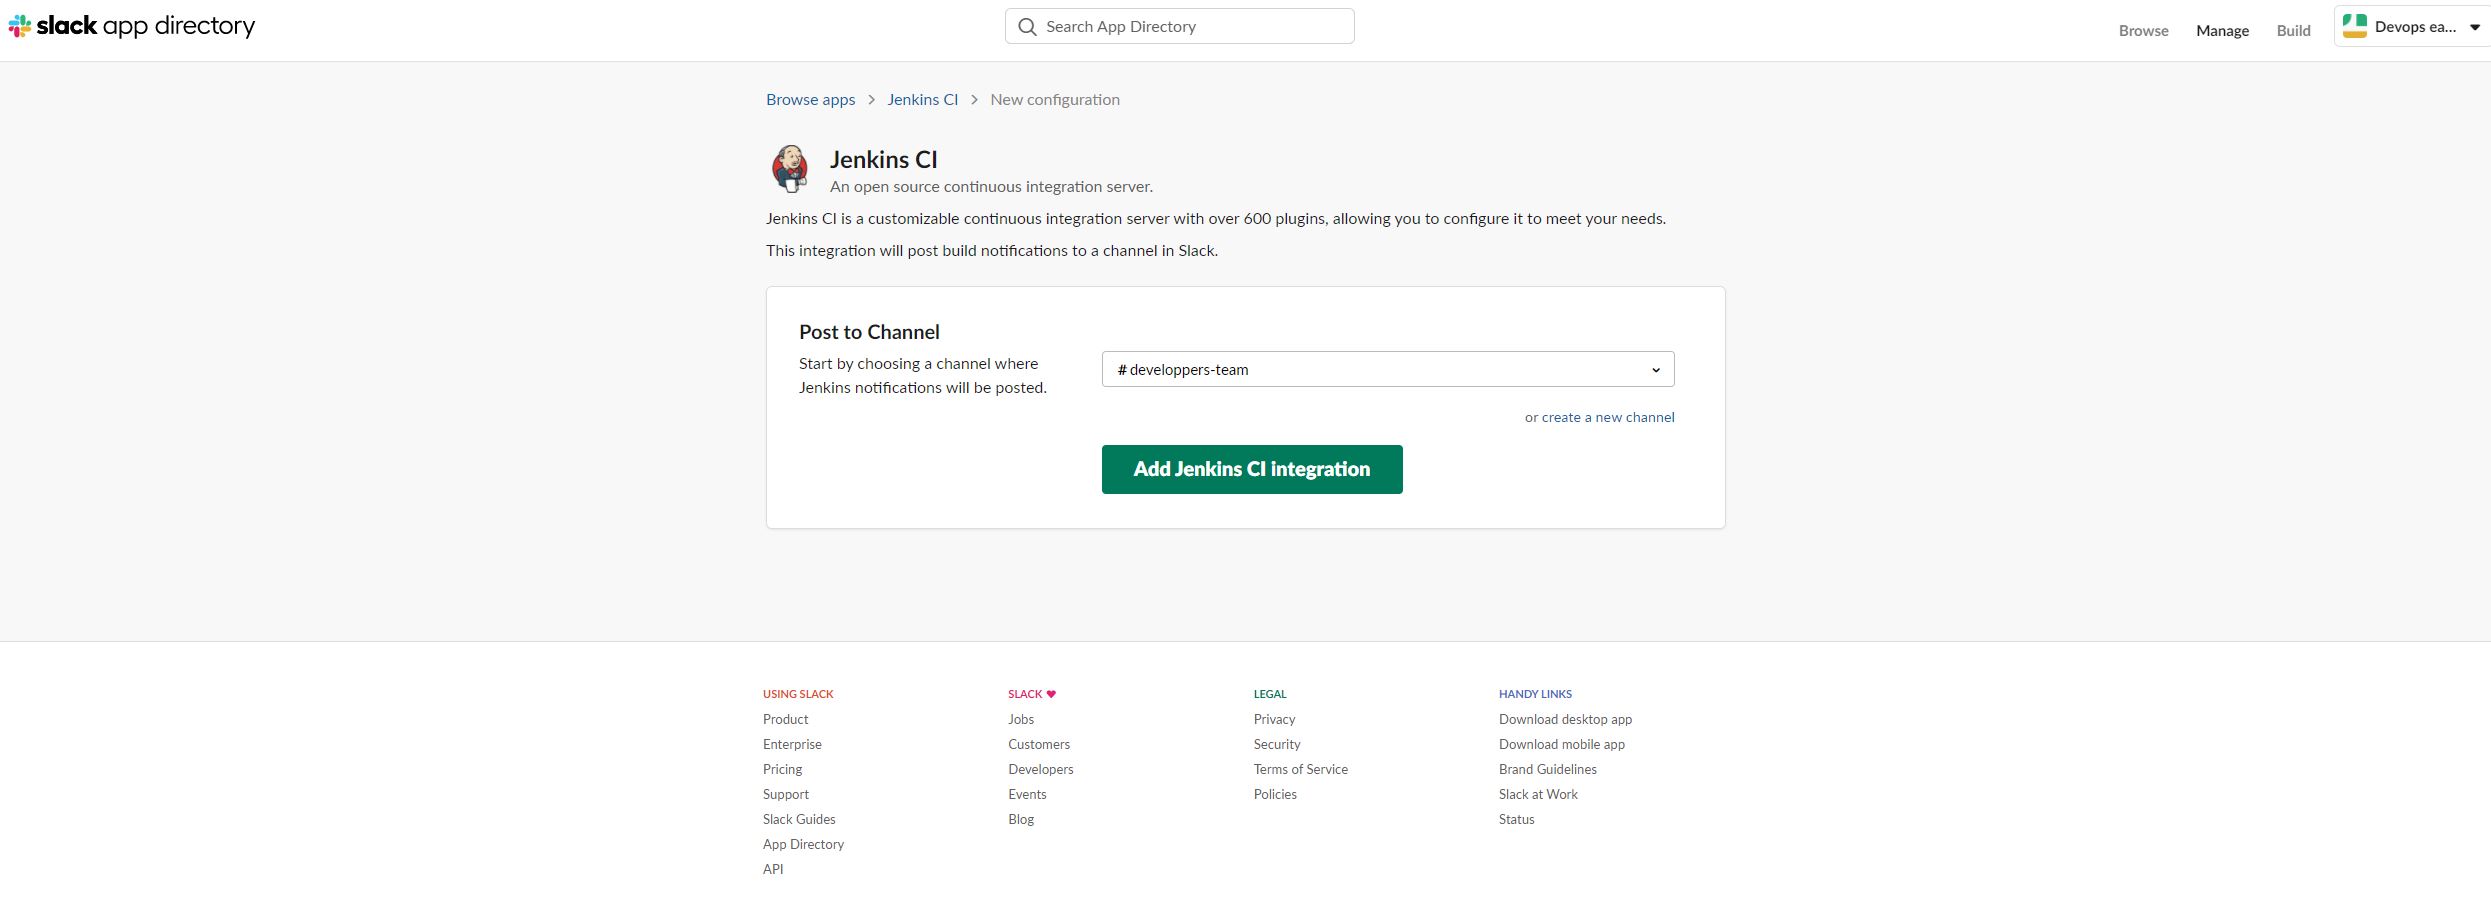 slack app directory
Search App Directory
Browse Manage Build Devops ea...
Browse apps > Jenkins CI > New configuration
Jenkins CI
An open source continuous integration server.
Jenkins CI is a customizable continuous integration server with over 600 plugins, allowing you to configure it to meet your needs.
This integration will post build notifications to a channel in Slack.
Post to Channel
Start by choosing a channel where
Jenkins notifications will be posted.
# developpers-team
or create a new channel
Add Jenkins CI integration
USING SLACK
Product
Enterprise
Pricing
Support
Slack Guides
App Directory
API
SLACK ♥
Jobs
Customers
Developers
Events
Blog
LEGAL
Privacy
Security
Terms of Service
Policies
HANDY LINKS
Download desktop app
Download mobile app
Brand Guidelines
Slack at Work
Status